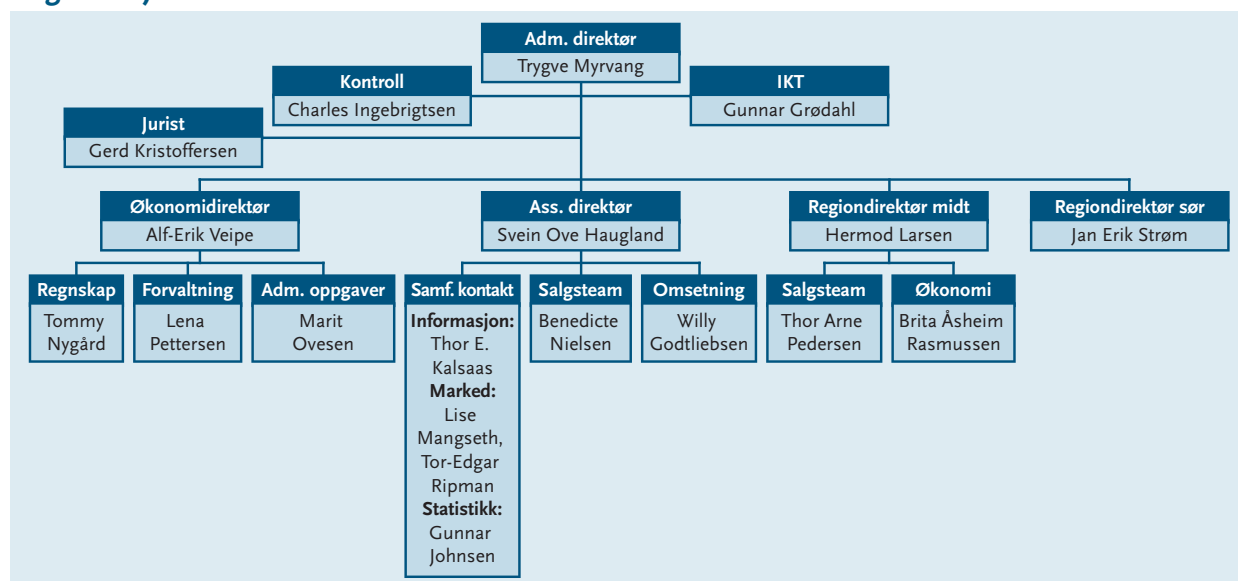 Adm. direktør
Trygve Myrvang
Kontroll
Charles Ingebrigtsen
IKT
Gunnar Grødahl
Jurist
Gerd Kristoffersen
Økonomidirektør
Alf-Erik Veipe
Ass. direktør
Svein Ove Haugland
Regiondirektør midt
Hermod Larsen
Regiondirektør sør
Jan Erik Strøm
Regnskap
Tommy
Nygård
Forvaltning
Lena
Pettersen
Adm. oppgaver
Marit
Ovesen
Samf. kontakt
Informasjon:
Thor E.
Kalsaas
Marked:
Lise
Mangseth,
Tor-Edgar
Ripman
Statistikk:
Gunnar
Johnsen
Salgsteam
Benedicte
Nielsen
Omsetning
Willy
Godtliebsen
Salgsteam
Thor Arne
Pedersen
Økonomi
Brita Åsheim
Rasmussen